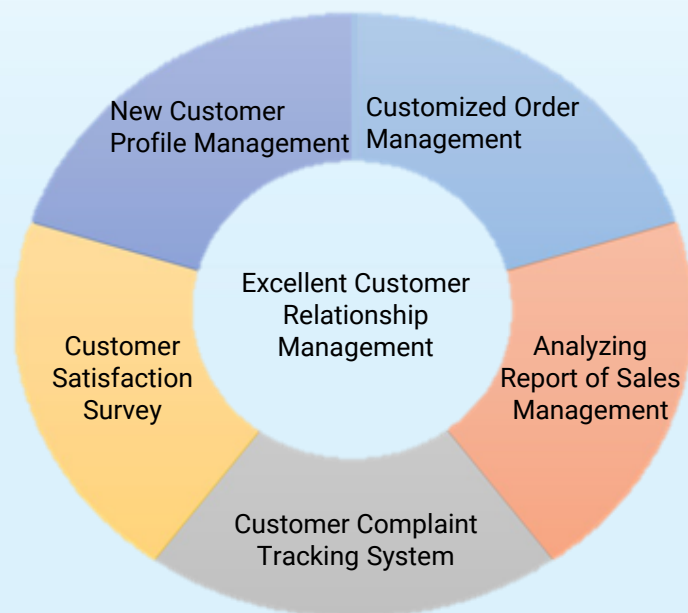 New Customer
Profile Management
Customized Order
Management
Excellent Customer
Relationship
Management
Customer
Satisfaction
Survey
Analyzing
Report of Sales
Management
Customer Complaint
Tracking System